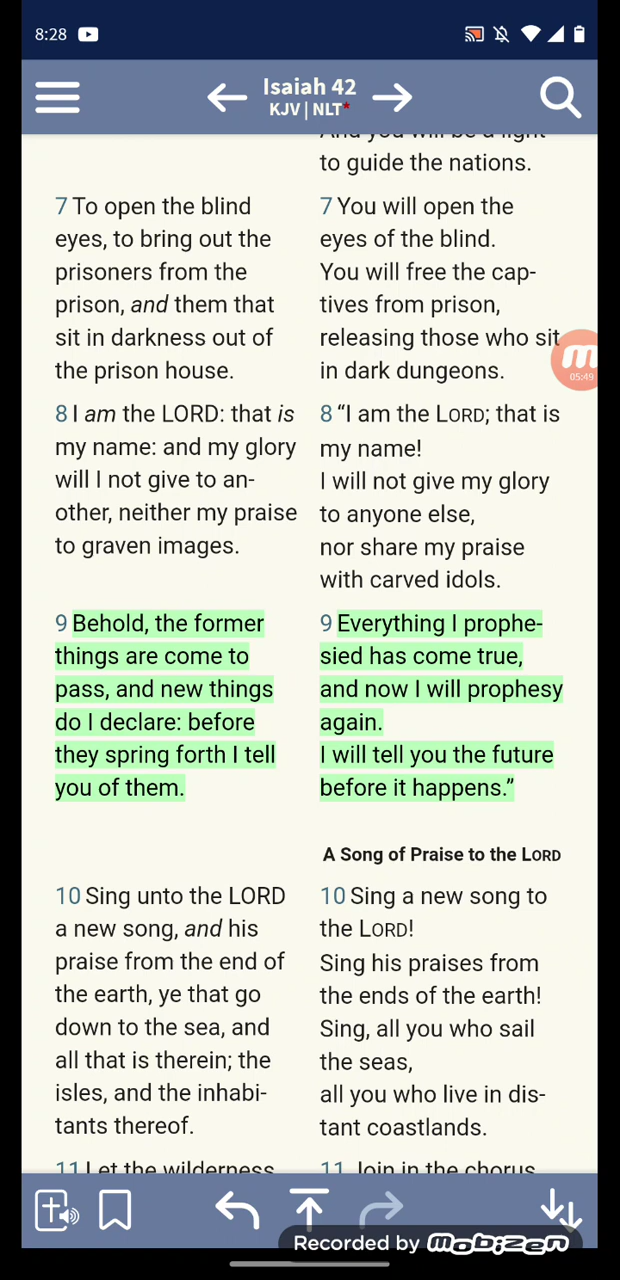 8:28
Isaiah 42
KJV | NLT*
And you will be a light
to guide the nations.
7 To open the blind
eyes, to bring out the
prisoners from the
prison, and them that
sit in darkness out of
the prison house.
7 You will open the
eyes of the blind.
You will free the cap-
tives from prison,
releasing those who sit
in dark dungeons.
05:49
8 I am the LORD: that is
my name: and my glory
will I not give to an-
other, neither my praise
to graven images.
8 “I am the LORD; that is
my name!
I will not give my glory
to anyone else,
nor share my praise
with carved idols.
9 Behold, the former
things are come to
pass, and new things
do I declare: before
they spring forth I tell
you of them.
9 Everything I prophe-
sied has come true,
and now I will prophesy
again.
I will tell you the future
before it happens.”
A Song of Praise to the LORD
10 Sing unto the LORD
a new song, and his
praise from the end of
the earth, ye that go
down to the sea, and
all that is therein; the
isles, and the inhabi-
tants thereof.
10 Sing a new song to
the LORD!
Sing his praises from
the ends of the earth!
Sing, all you who sail
the seas,
all you who live in dis-
tant coastlands.
11 Let the wilderness
11 Join in the chorus
Recorded by mobizen